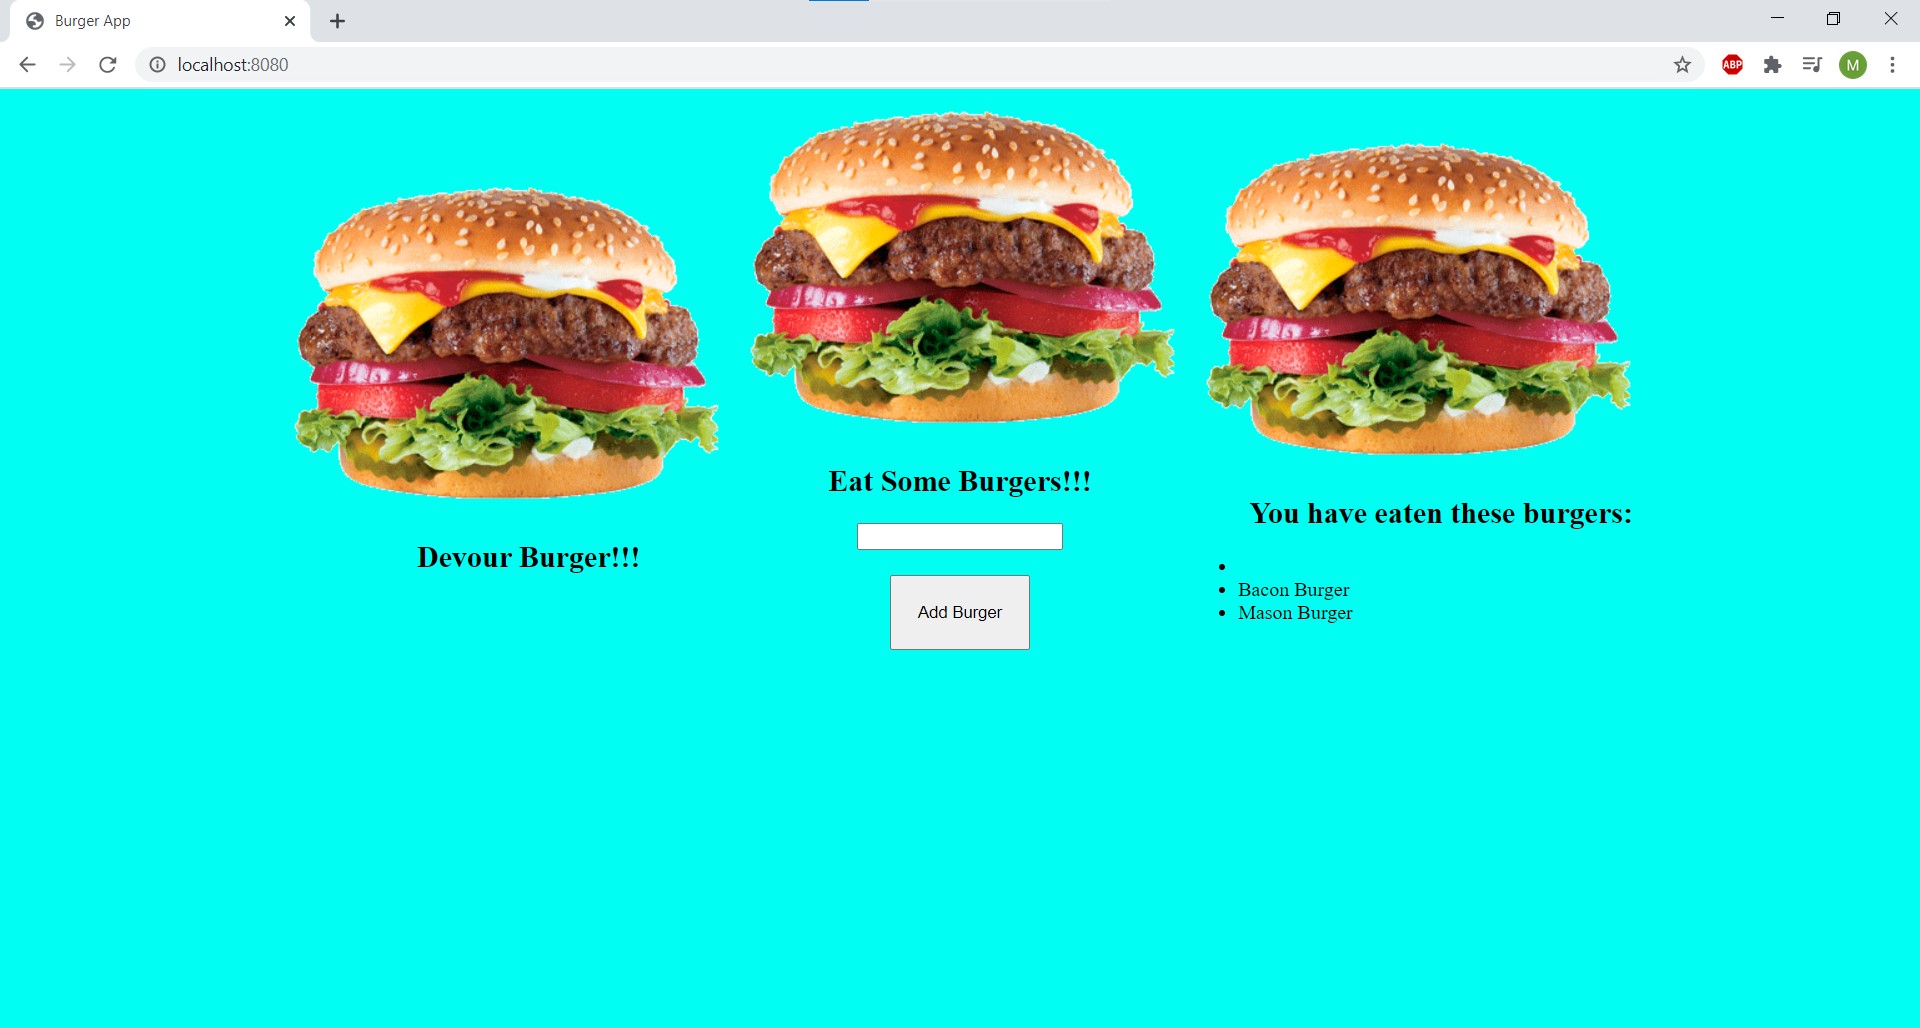 Burger App
localhost:8080
ABP
M
Eat Some Burgers!!!
Devour Burger!!!
Add Burger
You have eaten these burgers:
Bacon Burger
Mason Burger